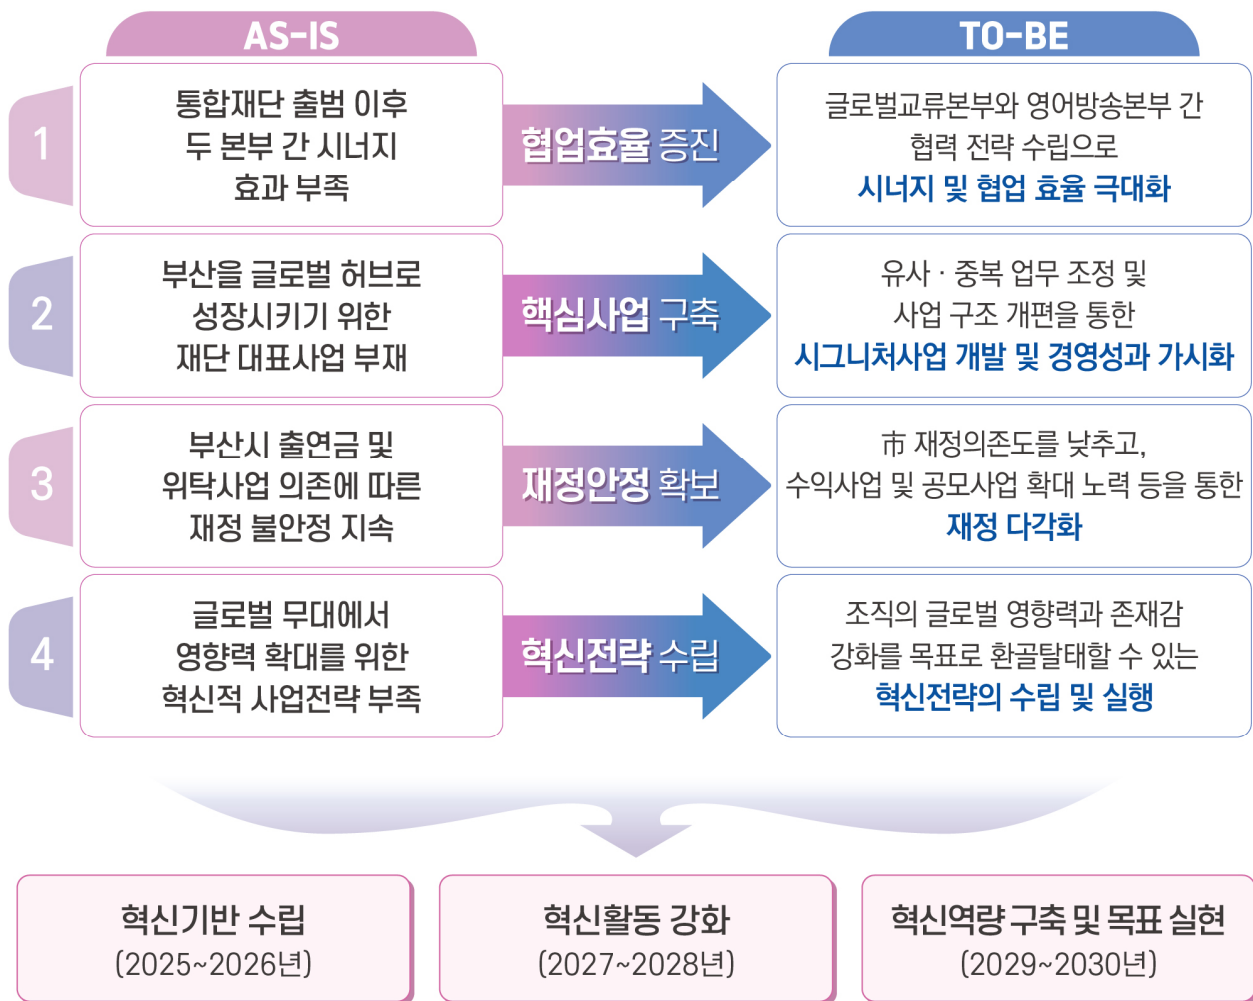 AS-IS
TO-BE
1
통합재단 출범 이후
두 본부 간 시너지
효과 부족
협업효율 증진
글로벌교류본부와 영어방송본부 간
협력 전략 수립으로
시너지 및 협업 효율 극대화
2
부산을 글로벌 허브로
성장시키기 위한
재단 대표사업 부재
핵심사업 구축
유사 · 중복 업무 조정 및
사업 구조 개편을 통한
시그니처사업 개발 및 경영성과 가시화
3
부산시 출연금 및
위탁사업 의존에 따른
재정 불안정 지속
재정안정 확보
市 재정의존도를 낮추고,
수익사업 및 공모사업 확대 노력 등을 통한
재정 다각화
4
글로벌 무대에서
영향력 확대를 위한
혁신적 사업전략 부족
혁신전략 수립
조직의 글로벌 영향력과 존재감
강화를 목표로 환골탈태할 수 있는
혁신전략의 수립 및 실행
혁신기반 수립
(2025~2026년)
혁신활동 강화
(2027~2028년)
혁신역량 구축 및 목표 실현
(2029~2030년)